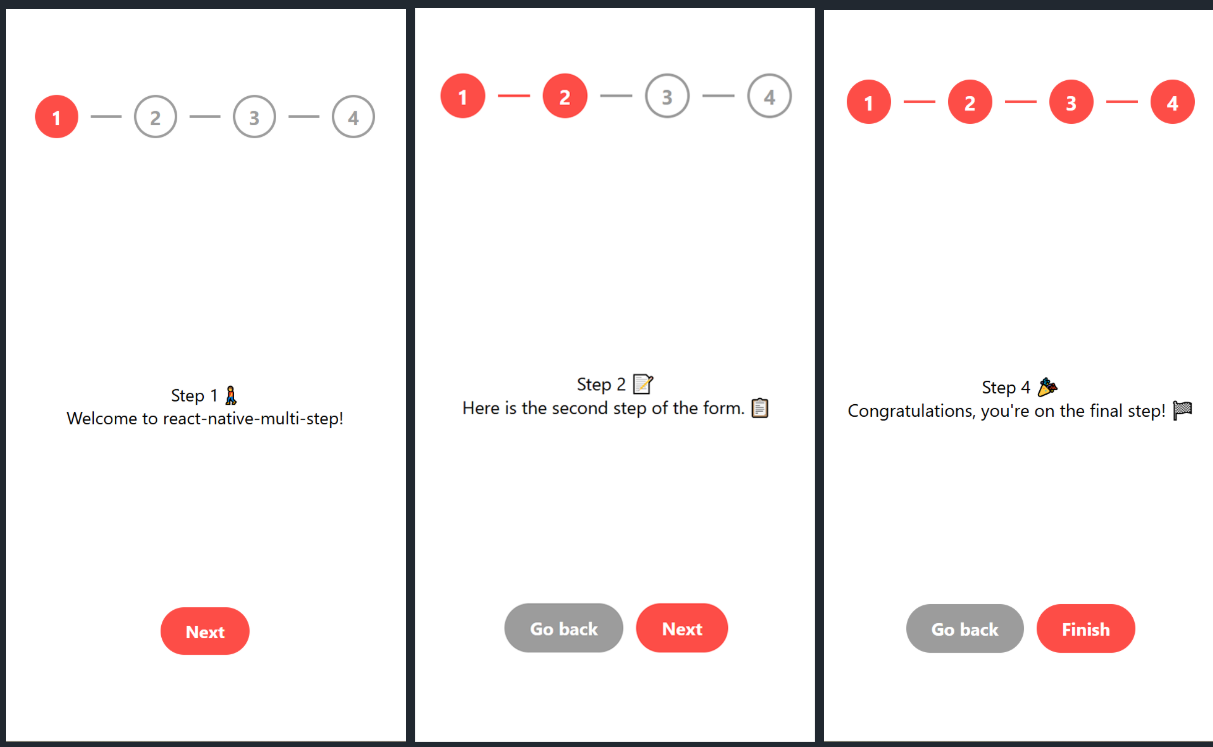 1 2 3 4
Step 1 🧍
Welcome to react-native-multi-step!
Next
1 2 3 4
Step 2 📝
Here is the second step of the form. 📋
Go back Next
1 2 3 4
Step 4 🎉
Congratulations, you're on the final step! 🏁
Go back Finish